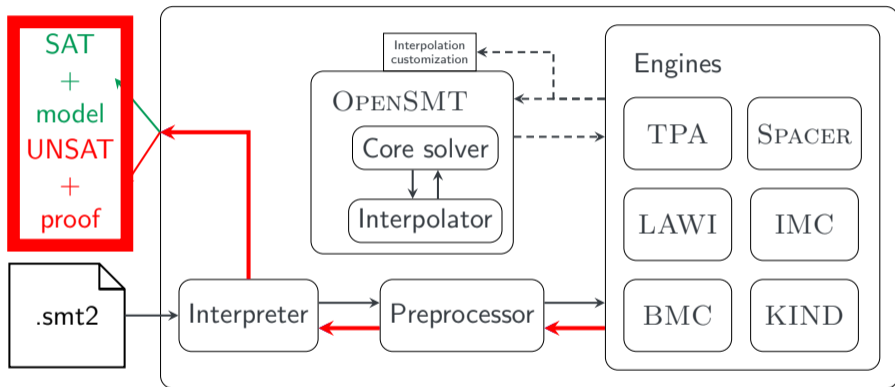 SAT
+
model
UNSAT
+
proof
.smt2
Interpolation
customization
OPENSMT
Core solver
Interpolator
Interpreter
Preprocessor
Engines
TPA
SPACER
LAWI
IMC
BMC
KIND